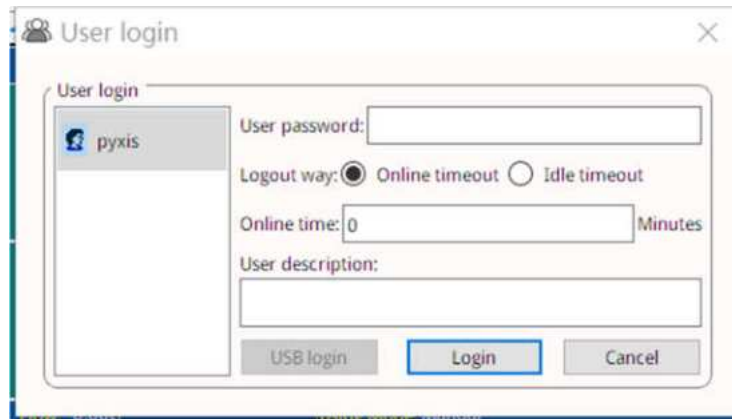 User login
User login
pyxis
User password:
Logout way: Online timeout Idle timeout
Online time: 0 Minutes
User description:
USB login Login Cancel